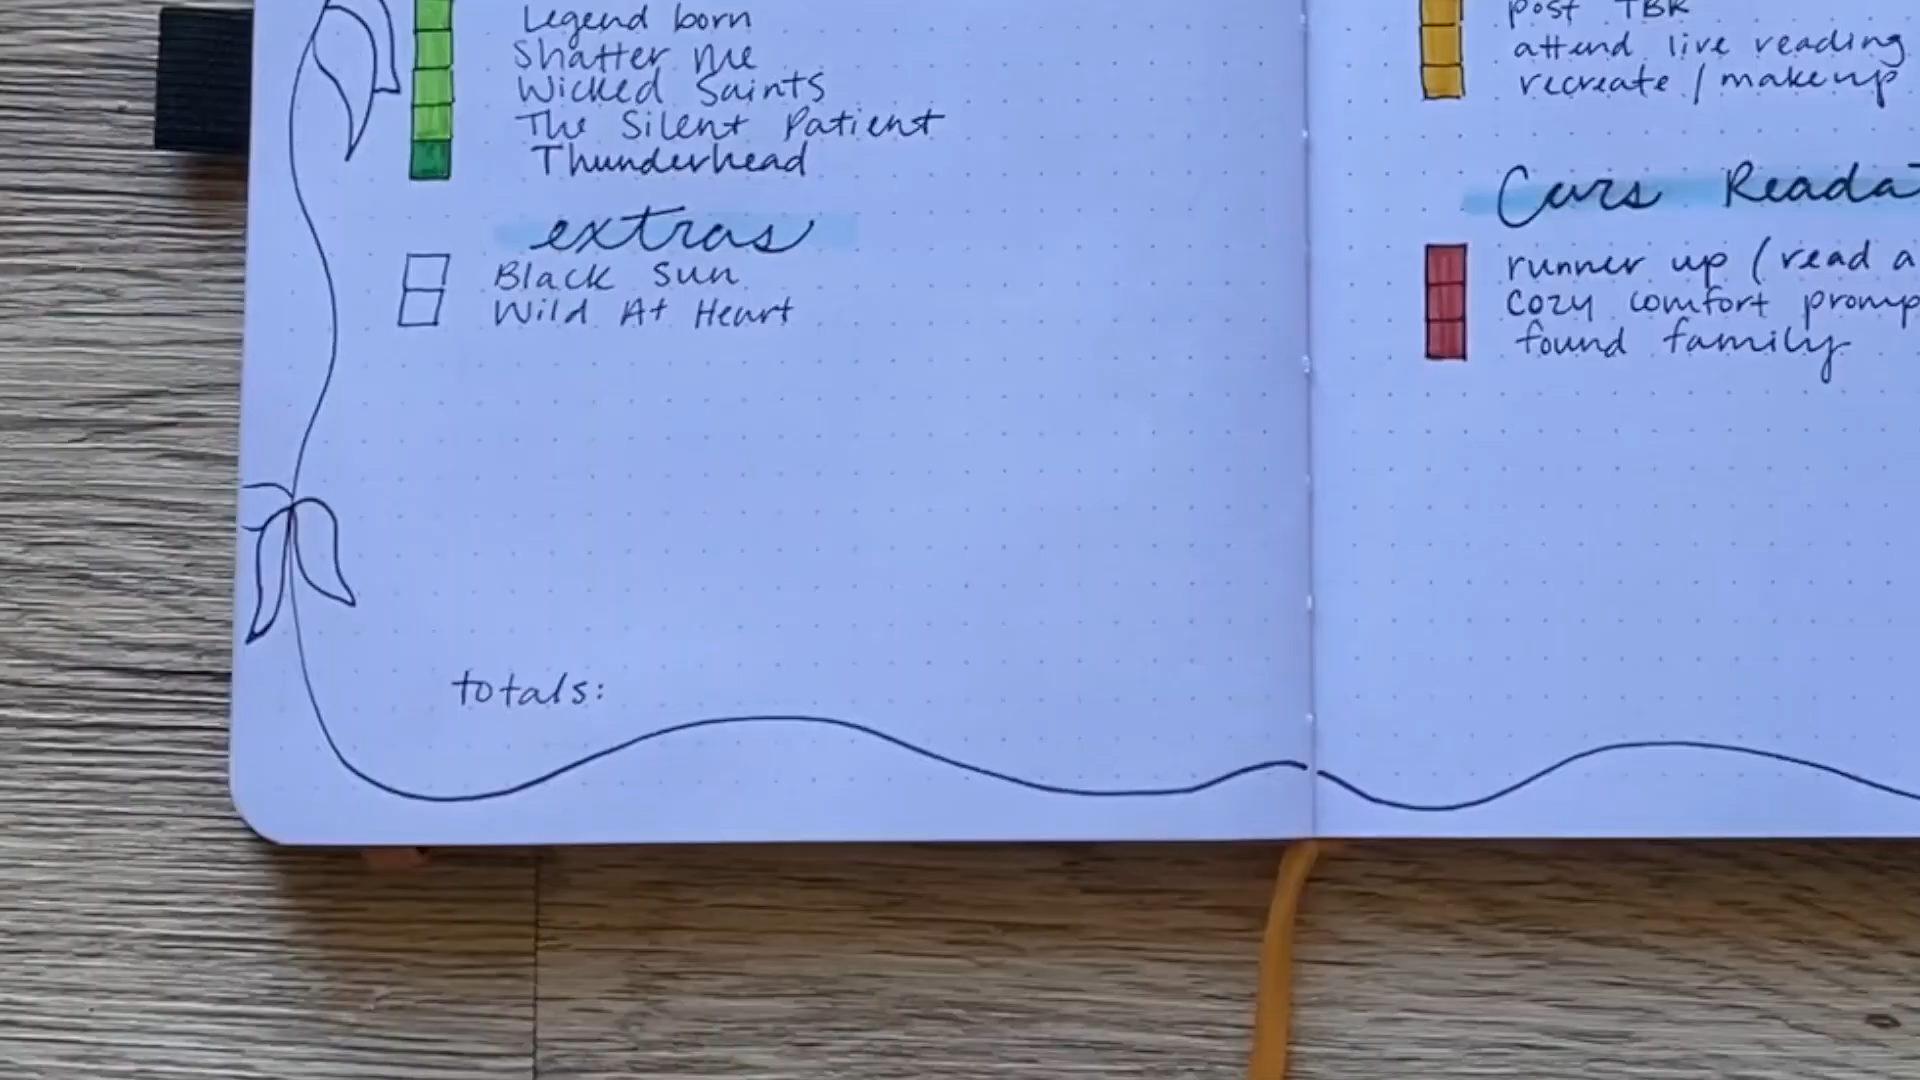 Legend born
Shatter Me
Wicked Saints
The Silent Patient
Thunderhead
extras
Black Sun
Wild At Heart
totals:
post TBR
attend live reading
recreate / makeup
Curs Reada
runner up (read a
cozy comfort promp
found family